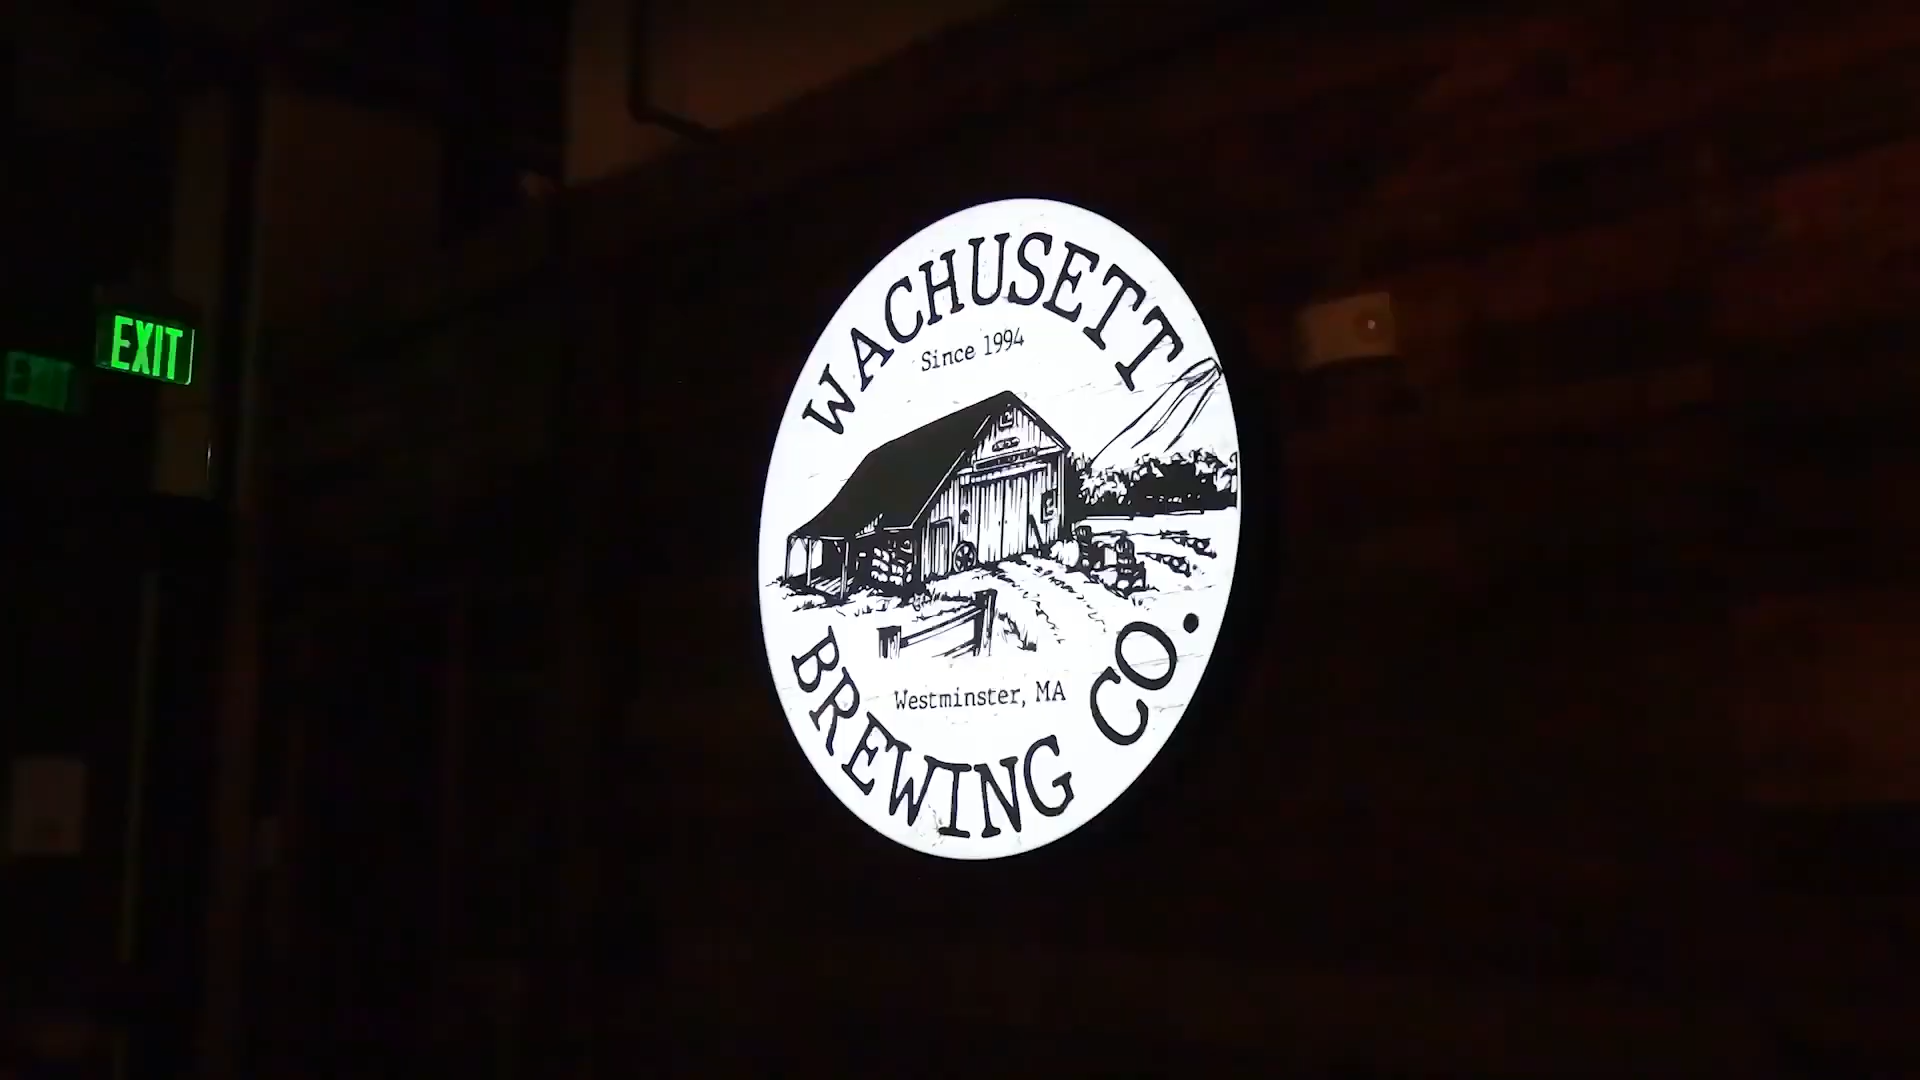 WACHUSETT
Since 1994
Westminster, MA
BREWING CO.
EXIT